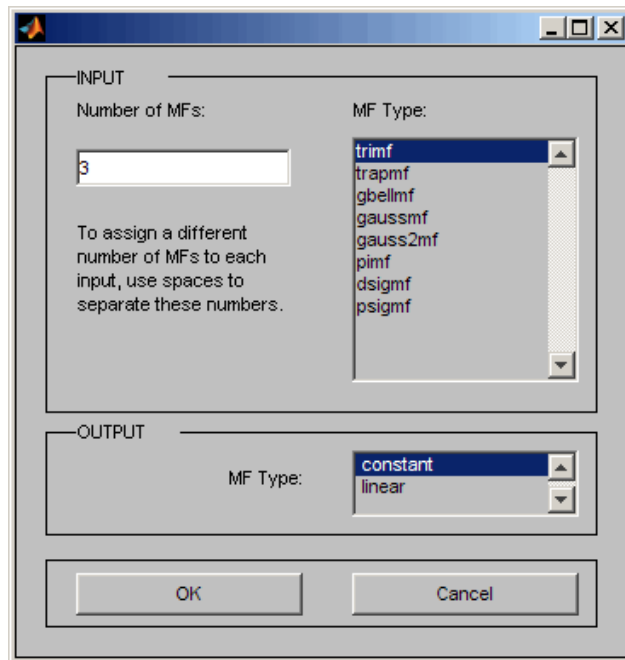 INPUT
Number of MFs:
MF Type:
3
To assign a different
number of MFs to each
input, use spaces to
separate these numbers.
trimf
trapmf
gbellmf
gaussmf
gauss2mf
pimf
dsigmf
psigmf
OUTPUT
MF Type:
constant
linear
OK
Cancel